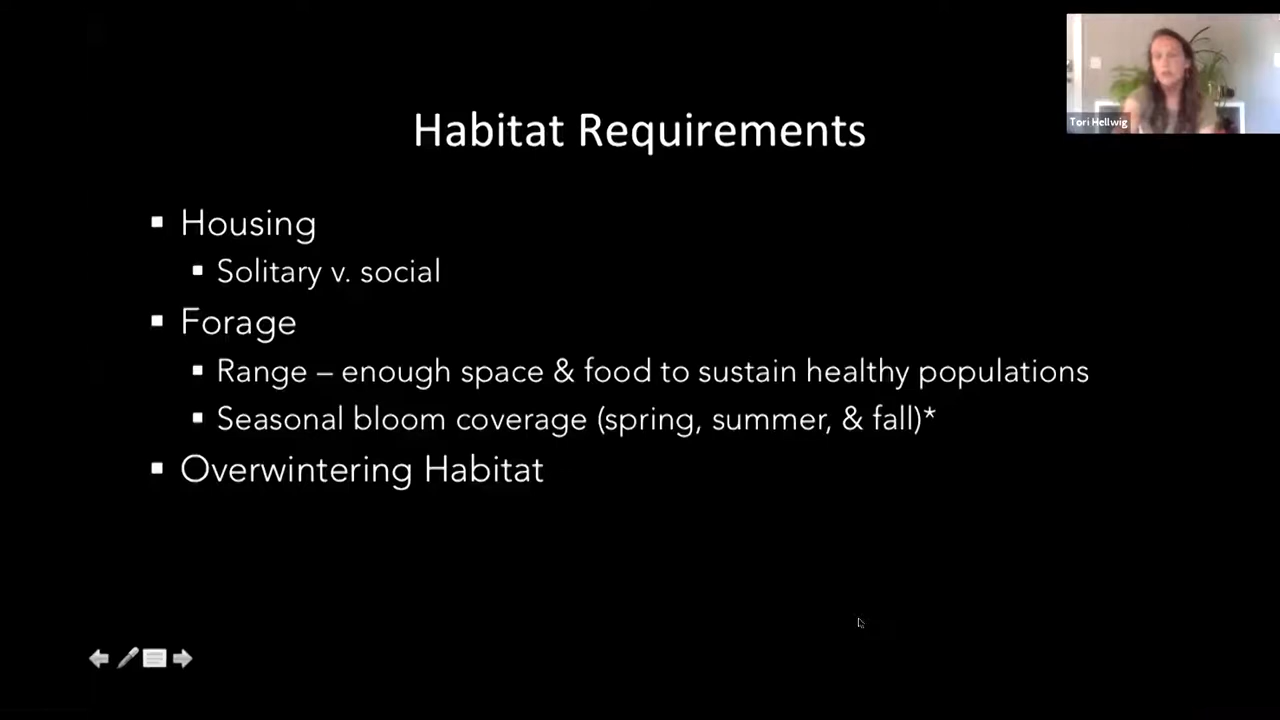 Tori Hellwig
Habitat Requirements
▪ Housing
▪ Solitary v. social
▪ Forage
▪ Range – enough space & food to sustain healthy populations
▪ Seasonal bloom coverage (spring, summer, & fall)*
▪ Overwintering Habitat